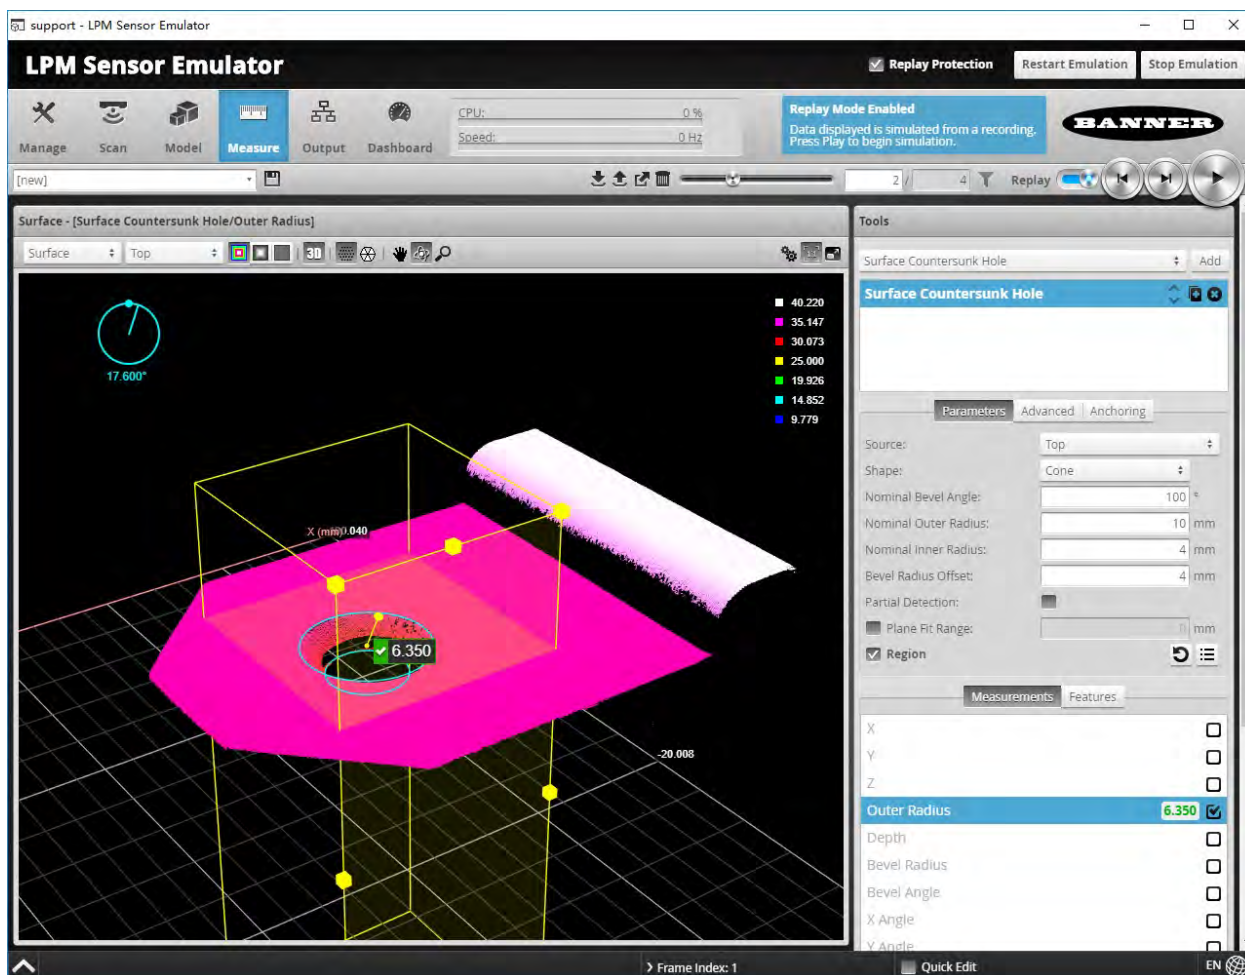 support - LPM Sensor Emulator
LPM Sensor Emulator
Replay Protection
Restart Emulation
Stop Emulation
Manage
Scan
Model
Measure
Output
Dashboard
CPU: 0 %
Speed: 0 Hz
Replay Mode Enabled
Data displayed is simulated from a recording.
Press Play to begin simulation.
BANNER
[new]
2 / 4
Replay
Surface - [Surface Countersunk Hole/Outer Radius]
Surface
Top
3D
17.600°
40.220
35.147
30.073
25.000
19.926
14.852
9.779
X (mm)
6.350
-20.008
Tools
Surface Countersunk Hole
Add
Surface Countersunk Hole
Parameters
Advanced
Anchoring
Source: Top
Shape: Cone
Nominal Bevel Angle: 100 °
Nominal Outer Radius: 10 mm
Nominal Inner Radius: 4 mm
Bevel Radius Offset: 4 mm
Partial Detection:
Plane Fit Range: 0 mm
Region
Measurements
Features
X
Y
Z
Outer Radius 6.350
Depth
Bevel Radius
Bevel Angle
X Angle
Y Angle
Frame Index: 1
Quick Edit
EN